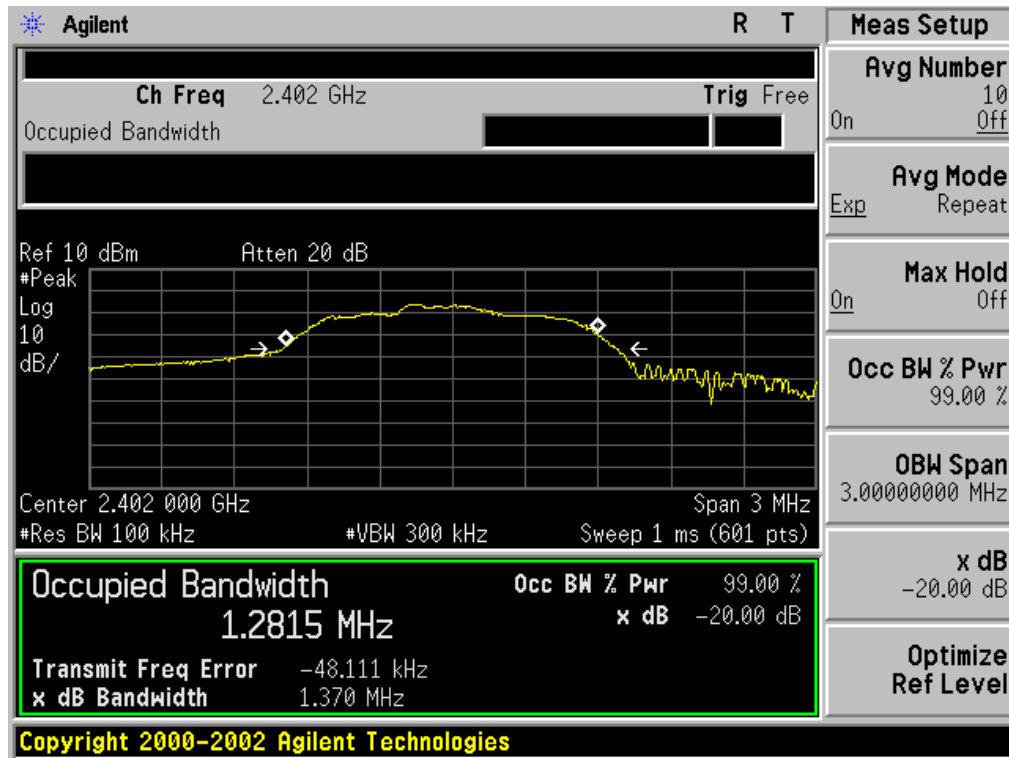 Agilent R T
Meas Setup
Ch Freq 2.402 GHz Trig Free
Occupied Bandwidth
Ref 10 dBm Atten 20 dB
#Peak
Log
10
dB/
Center 2.402 000 GHz Span 3 MHz
#Res BW 100 kHz #VBW 300 kHz Sweep 1 ms (601 pts)
Occupied Bandwidth
1.2815 MHz
Occ BW % Pwr 99.00 %
x dB -20.00 dB
Transmit Freq Error -48.111 kHz
x dB Bandwidth 1.370 MHz
Avg Number
10
On Off
Avg Mode
Exp Repeat
Max Hold
On Off
Occ BW % Pwr
99.00 %
OBW Span
3.00000000 MHz
x dB
-20.00 dB
Optimize
Ref Level
Copyright 2000-2002 Agilent Technologies